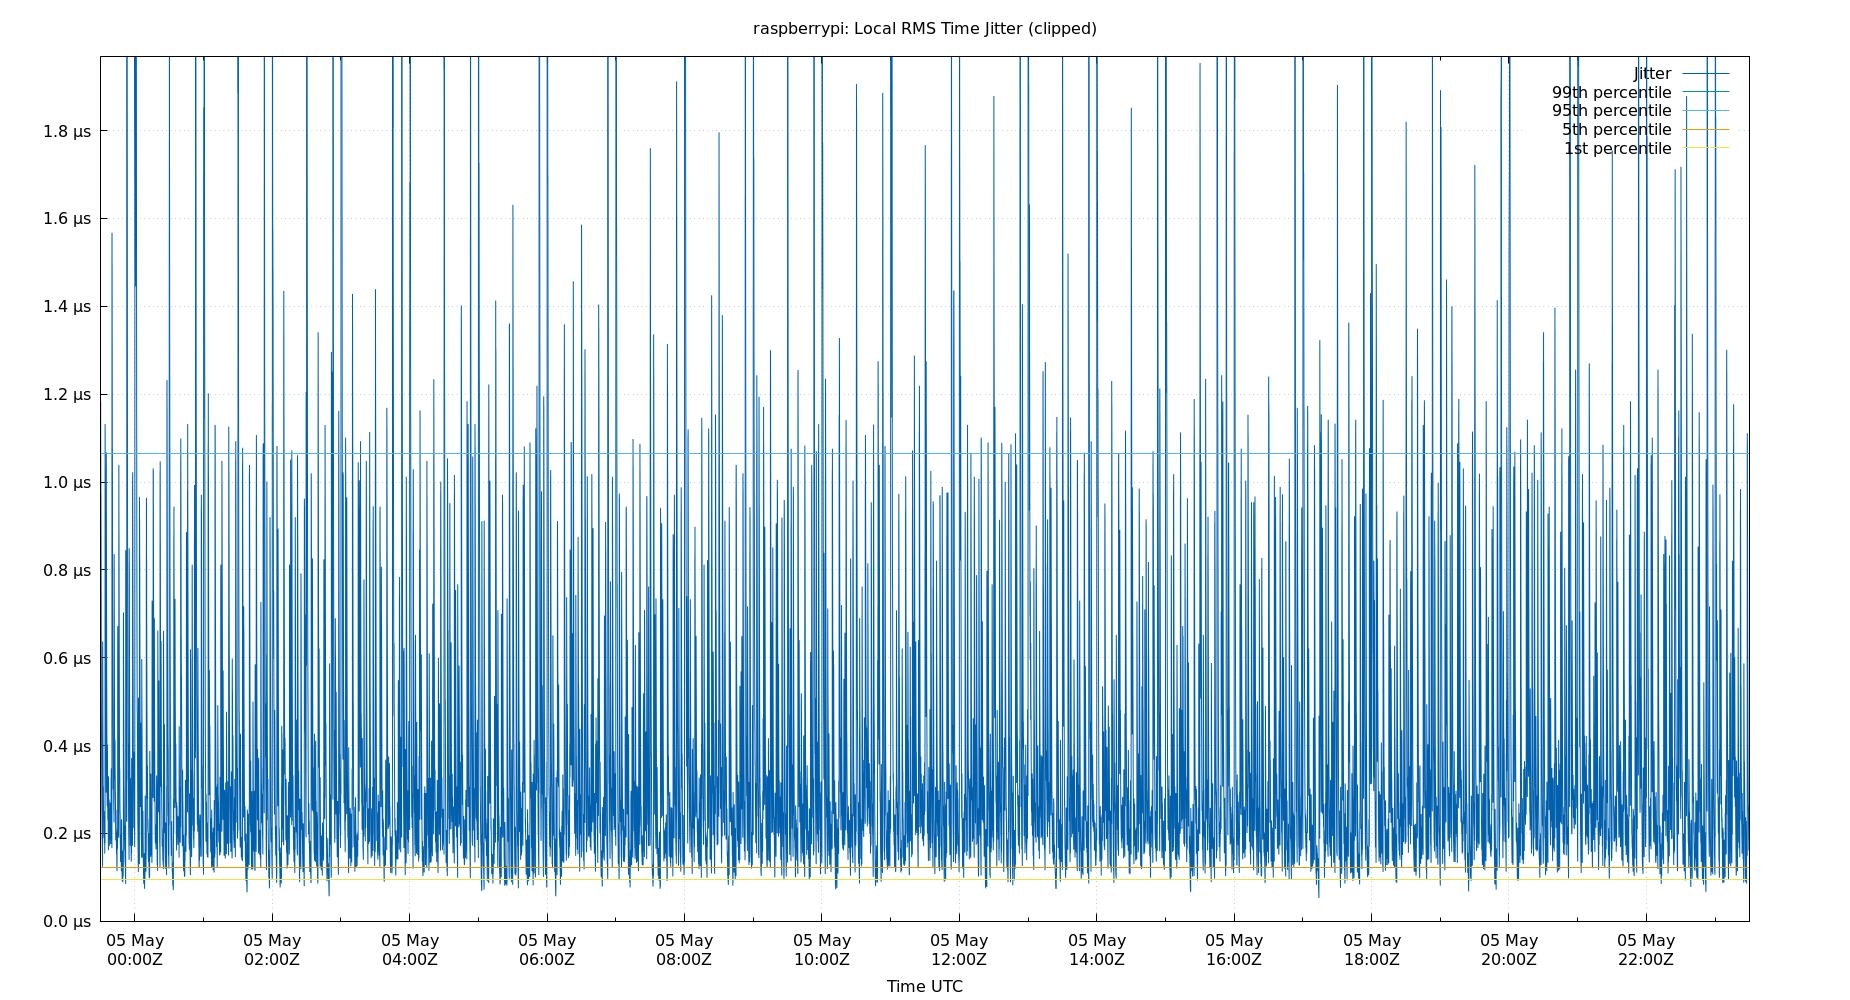 raspberrypi: Local RMS Time Jitter (clipped)
Jitter
99th percentile
95th percentile
5th percentile
1st percentile
1.8 µs
1.6 µs
1.4 µs
1.2 µs
1.0 µs
0.8 µs
0.6 µs
0.4 µs
0.2 µs
0.0 µs
05 May 05 May 05 May 05 May 05 May 05 May 05 May 05 May 05 May 05 May 05 May 05 May
00:00Z 02:00Z 04:00Z 06:00Z 08:00Z 10:00Z 12:00Z 14:00Z 16:00Z 18:00Z 20:00Z 22:00Z
Time UTC